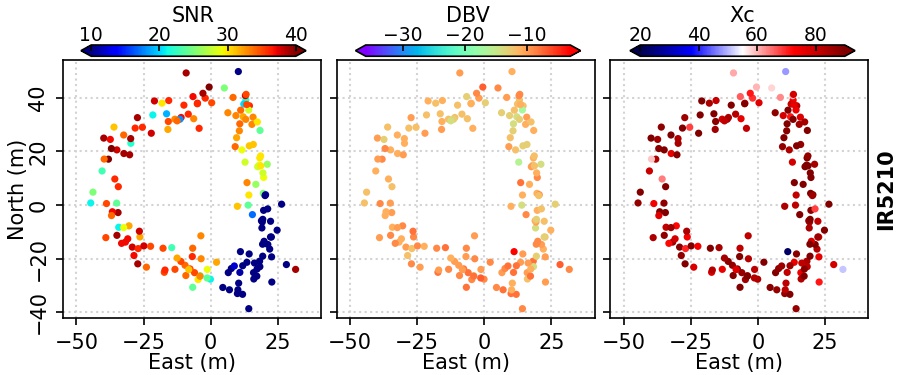 SNR DBV Xc
10 20 30 40 −30 −20 −10 20 40 60 80
40
20
0
−20
−40
North (m)
−50 −25 0 25 −50 −25 0 25 −50 −25 0 25
East (m) East (m) East (m)
IR5210